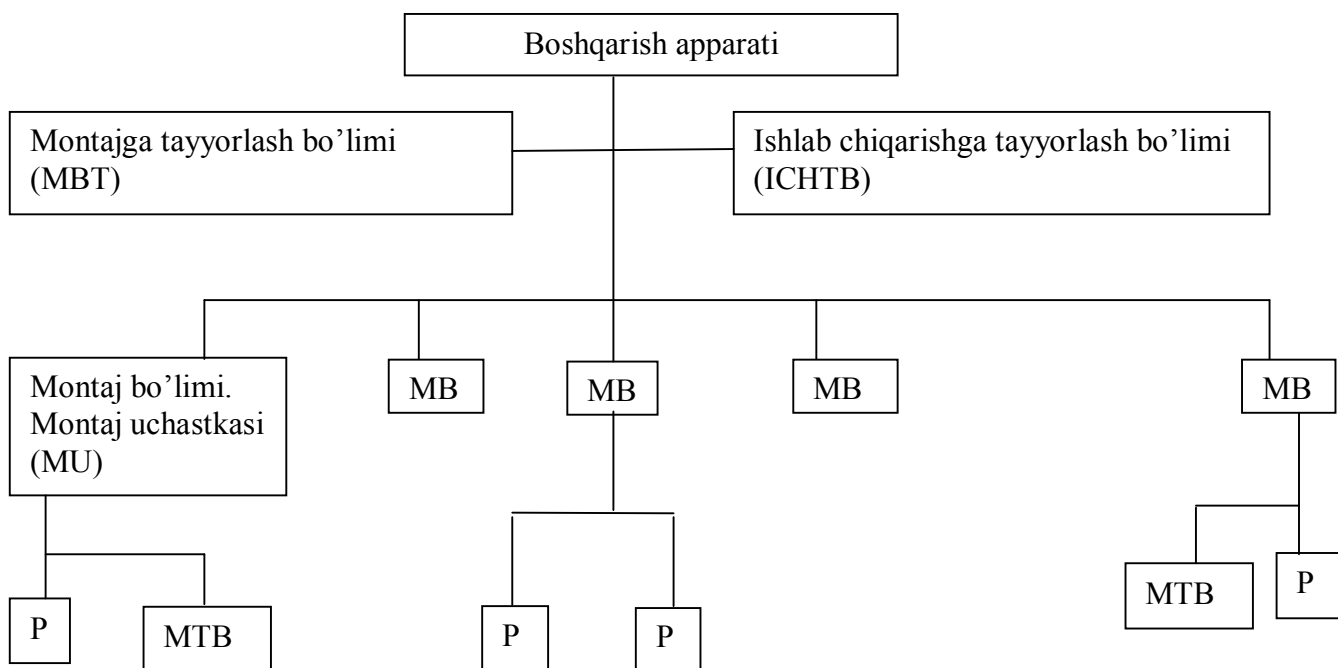 Boshqarish apparati
Montajga tayyorlash bo’limi
(MBT)
Ishlab chiqarishga tayyorlash bo’limi
(ICHTB)
Montaj bo’limi.
Montaj uchastkasi
(MU)
MB
MB
MB
MB
P
MTB
P
P
MTB
P